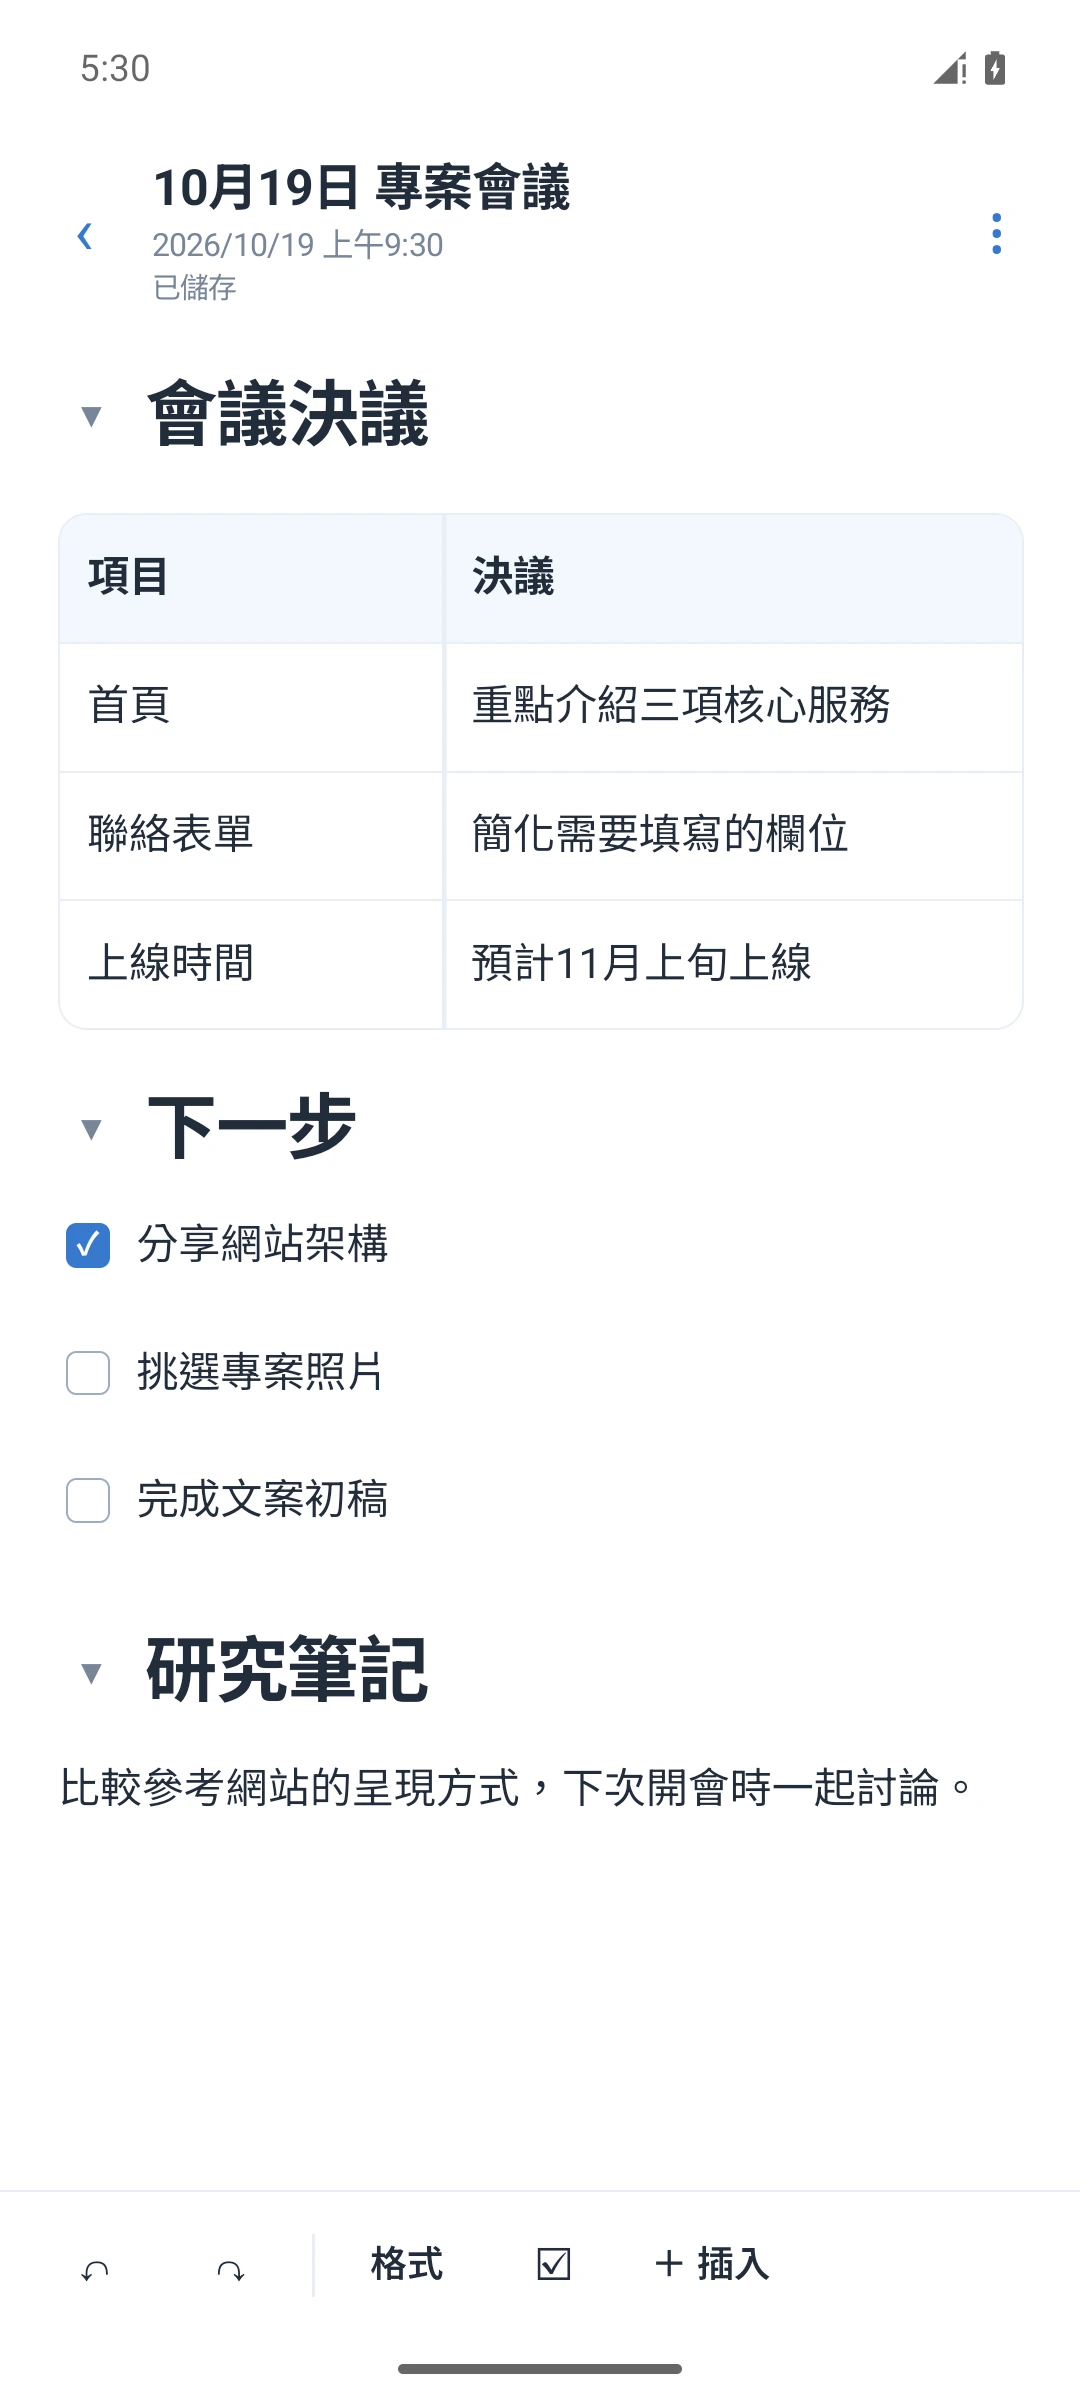 5:30
10月19日 專案會議
2026/10/19 上午9:30
已儲存
會議決議
項目 決議
首頁 重點介紹三項核心服務
聯絡表單 簡化需要填寫的欄位
上線時間 預計11月上旬上線
下一步
分享網站架構
挑選專案照片
完成文案初稿
研究筆記
比較參考網站的呈現方式，下次開會時一起討論。
格式 + 插入